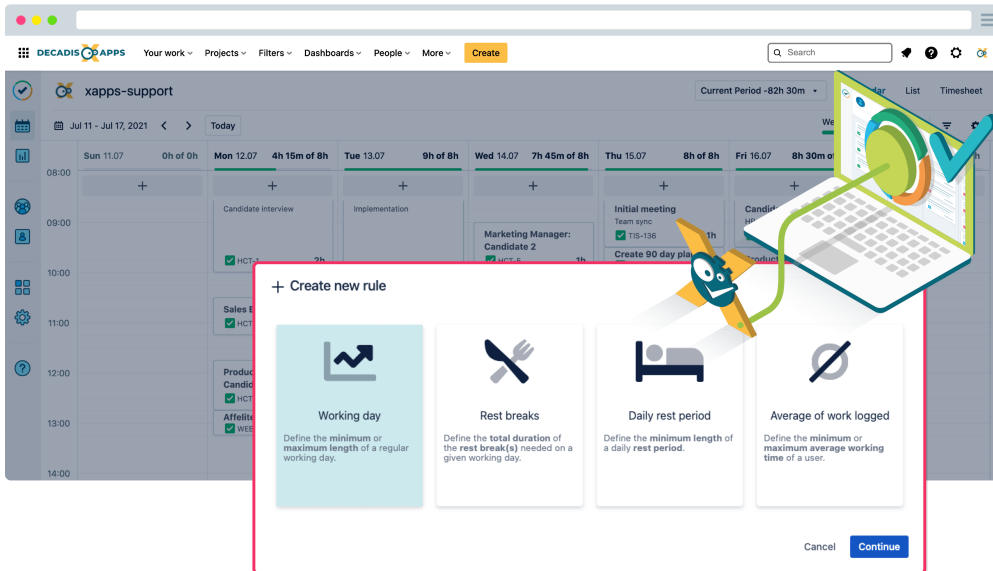 DECADIS APPS
Your work
Projects
Filters
Dashboards
People
More
Create
Search
xapps-support
Current Period -82h 30m
List
Timesheet
Jul 11 - Jul 17, 2021
Today
Sun 11.07 0h of 0h
Mon 12.07 4h 15m of 8h
Tue 13.07 9h of 8h
Wed 14.07 7h 45m of 8h
Thu 15.07 8h of 8h
Fri 16.07 8h 30m of
08:00
+ + + + + +
Candidate interview
Implementation
Initial meeting
Team sync
TIS-136
09:00
Marketing Manager:
Candidate 2
Create 90 day
HCT-1 2h
1h
10:00
Sales
HCT
11:00
12:00
HCT
Affelite
WEB
13:00
14:00
+ Create new rule
Working day
Define the minimum or
maximum length of a regular
working day.
Rest breaks
Define the total duration of
the rest break(s) needed on a
given working day.
Daily rest period
Define the minimum length of
a daily rest period.
Average of work logged
Define the minimum or
maximum average working
time of a user.
Cancel
Continue